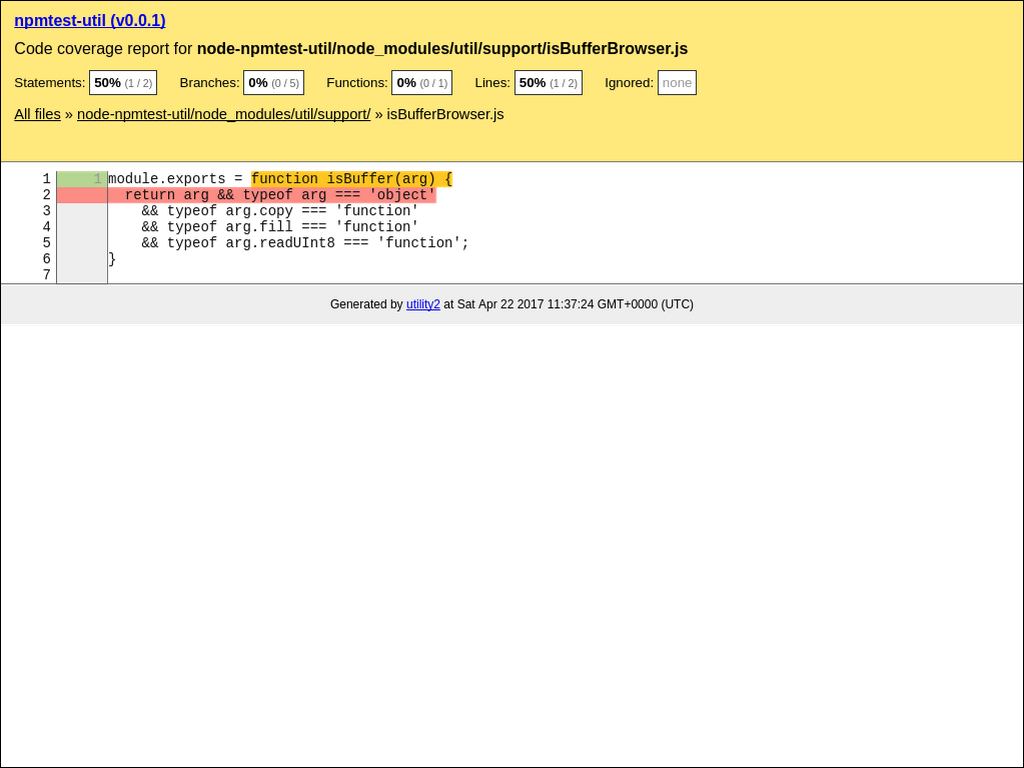 npmtest-util (v0.0.1)
Code coverage report for node-npmtest-util/node_modules/util/support/isBufferBrowser.js
Statements: 50% (1 / 2) Branches: 0% (0 / 5) Functions: 0% (0 / 1) Lines: 50% (1 / 2) Ignored: none
All files » node-npmtest-util/node_modules/util/support/ » isBufferBrowser.js
1 1 module.exports = function isBuffer(arg) {
2 return arg && typeof arg === 'object'
3 && typeof arg.copy === 'function'
4 && typeof arg.fill === 'function'
5 && typeof arg.readUInt8 === 'function';
6 }
7
Generated by utility2 at Sat Apr 22 2017 11:37:24 GMT+0000 (UTC)